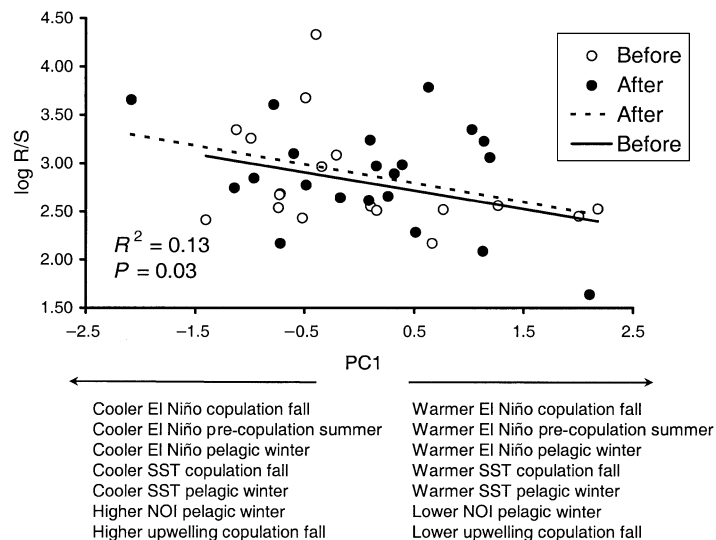 4.50
4.00
3.50
3.00
2.50
2.00
1.50
log R/S
Before
After
After
Before
R² = 0.13
P = 0.03
−2.5 −1.5 −0.5 0.5 1.5 2.5
PC1
Cooler El Niño copulation fall
Cooler El Niño pre-copulation summer
Cooler El Niño pelagic winter
Cooler SST copulation fall
Cooler SST pelagic winter
Higher NOI pelagic winter
Higher upwelling copulation fall
Warmer El Niño copulation fall
Warmer El Niño pre-copulation summer
Warmer El Niño pelagic winter
Warmer SST copulation fall
Warmer SST pelagic winter
Lower NOI pelagic winter
Lower upwelling copulation fall